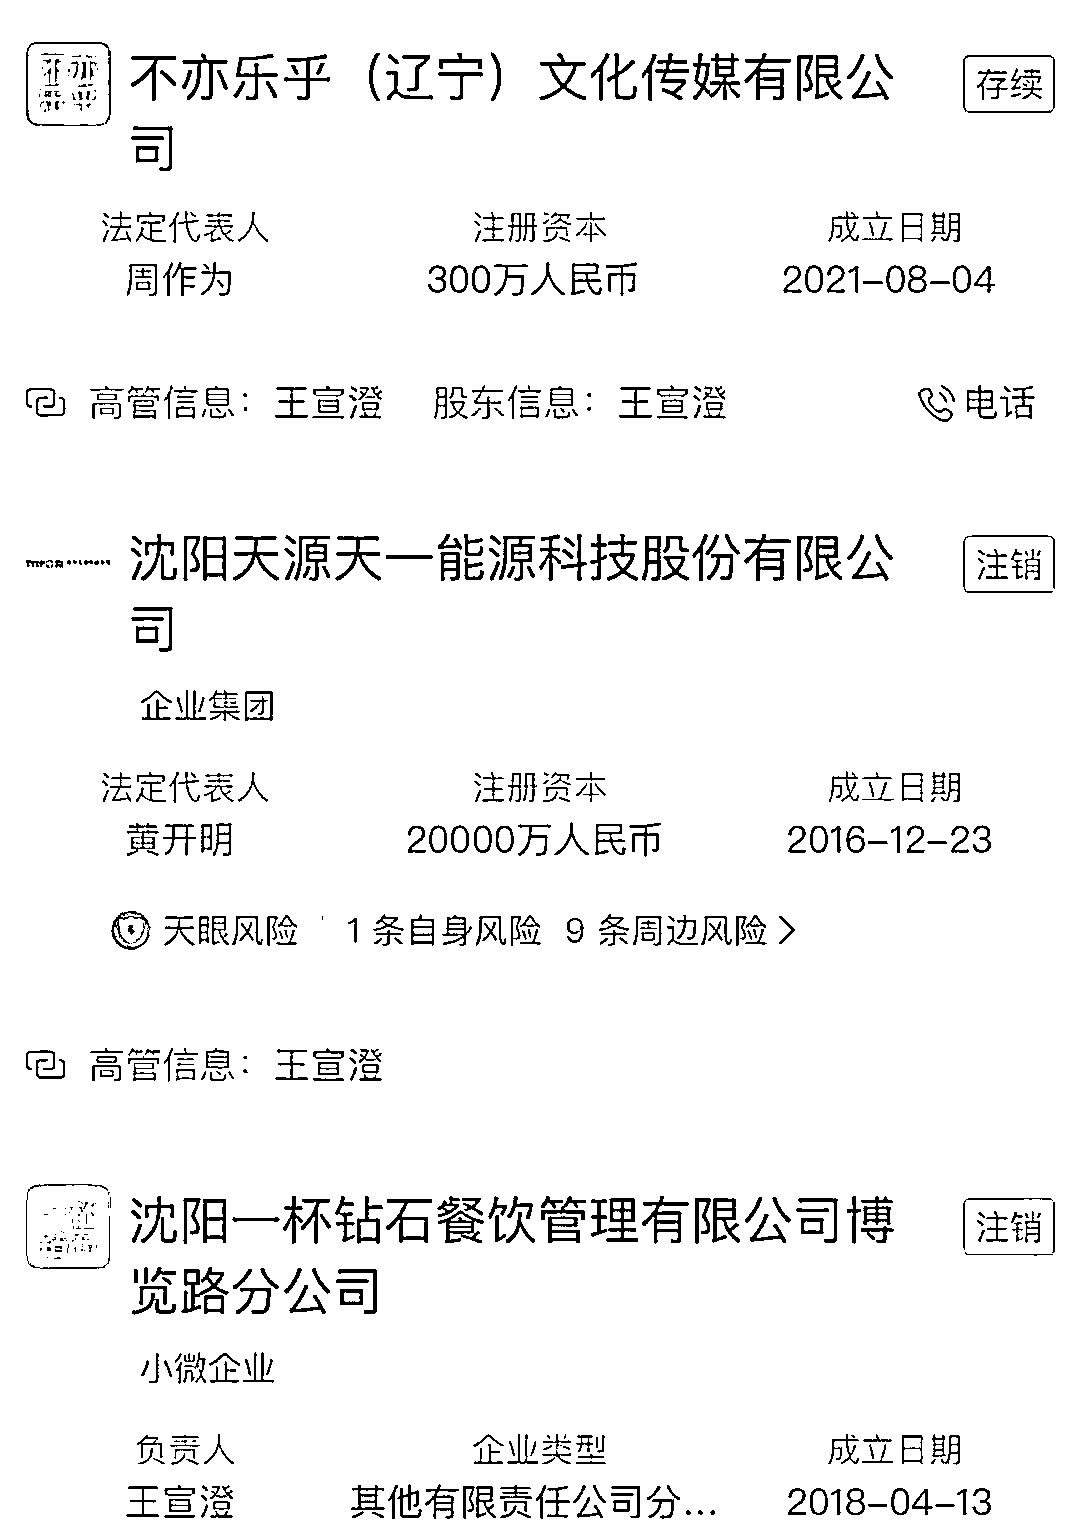 不亦乐乎（辽宁）文化传媒有限公
司
存续
法定代表人 注册资本 成立日期
周作为 300万人民币 2021-08-04
高管信息：王宣澄 股东信息：王宣澄 电话
沈阳天源天一能源科技股份有限公
司
注销
企业集团
法定代表人 注册资本 成立日期
黄开明 20000万人民币 2016-12-23
天眼风险 1 条自身风险 9 条周边风险 >
高管信息：王宣澄
沈阳一杯钻石餐饮管理有限公司博
览路分公司
注销
小微企业
负责人 企业类型 成立日期
王宣澄 其他有限责任公司分... 2018-04-13